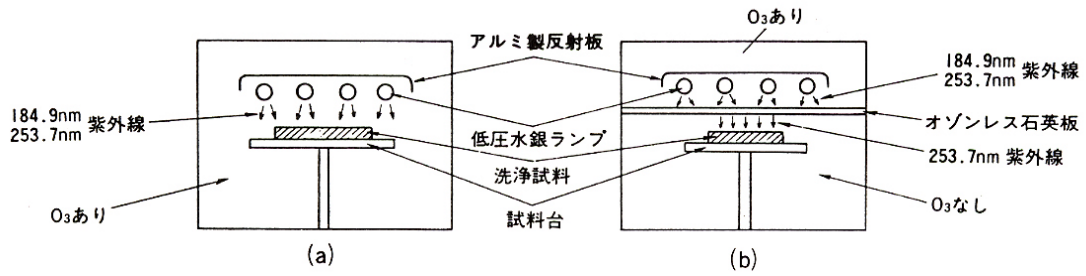 O₃あり
アルミ製反射板
184.9nm
253.7nm 紫外線
184.9nm
253.7nm 紫外線
オゾンレス石英板
低圧水銀ランプ
253.7nm 紫外線
洗浄試料
O₃あり
試料台
O₃なし
(a)
(b)